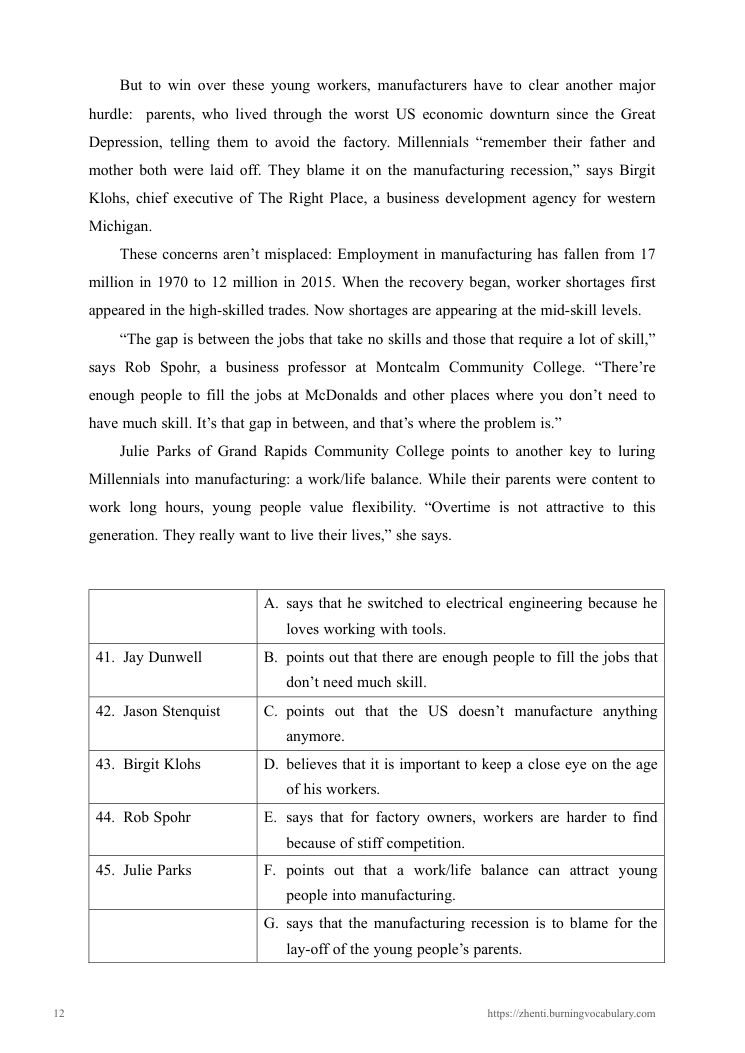 But to win over these young workers, manufacturers have to clear another major
hurdle: parents, who lived through the worst US economic downturn since the Great
Depression, telling them to avoid the factory. Millennials “remember their father and
mother both were laid off. They blame it on the manufacturing recession,” says Birgit
Klohs, chief executive of The Right Place, a business development agency for western
Michigan.
These concerns aren’t misplaced: Employment in manufacturing has fallen from 17
million in 1970 to 12 million in 2015. When the recovery began, worker shortages first
appeared in the high-skilled trades. Now shortages are appearing at the mid-skill levels.
“The gap is between the jobs that take no skills and those that require a lot of skill,”
says Rob Spohr, a business professor at Montcalm Community College. “There’re
enough people to fill the jobs at McDonalds and other places where you don’t need to
have much skill. It’s that gap in between, and that’s where the problem is.”
Julie Parks of Grand Rapids Community College points to another key to luring
Millennials into manufacturing: a work/life balance. While their parents were content to
work long hours, young people value flexibility. “Overtime is not attractive to this
generation. They really want to live their lives,” she says.
A. says that he switched to electrical engineering because he
loves working with tools.
41. Jay Dunwell
B. points out that there are enough people to fill the jobs that
don’t need much skill.
42. Jason Stenquist
C. points out that the US doesn’t manufacture anything
anymore.
43. Birgit Klohs
D. believes that it is important to keep a close eye on the age
of his workers.
44. Rob Spohr
E. says that for factory owners, workers are harder to find
because of stiff competition.
45. Julie Parks
F. points out that a work/life balance can attract young
people into manufacturing.
G. says that the manufacturing recession is to blame for the
lay-off of the young people’s parents.
12
https://zhenti.burningvocabulary.com